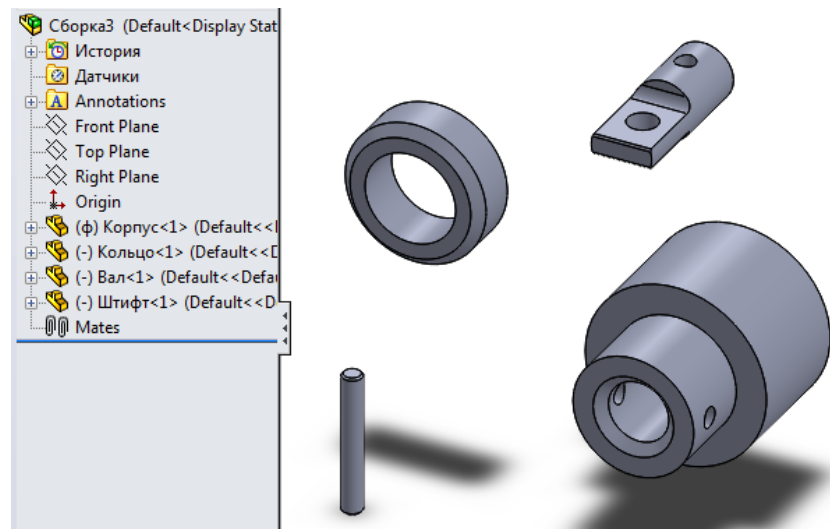 Сборка3 (Default<Display Stat
История
Датчики
Annotations
Front Plane
Top Plane
Right Plane
Origin
(ф) Корпус<1> (Default<<
(-) Кольцо<1> (Default<<D
(-) Вал<1> (Default<<Defau
(-) Штифт<1> (Default<<D
Mates